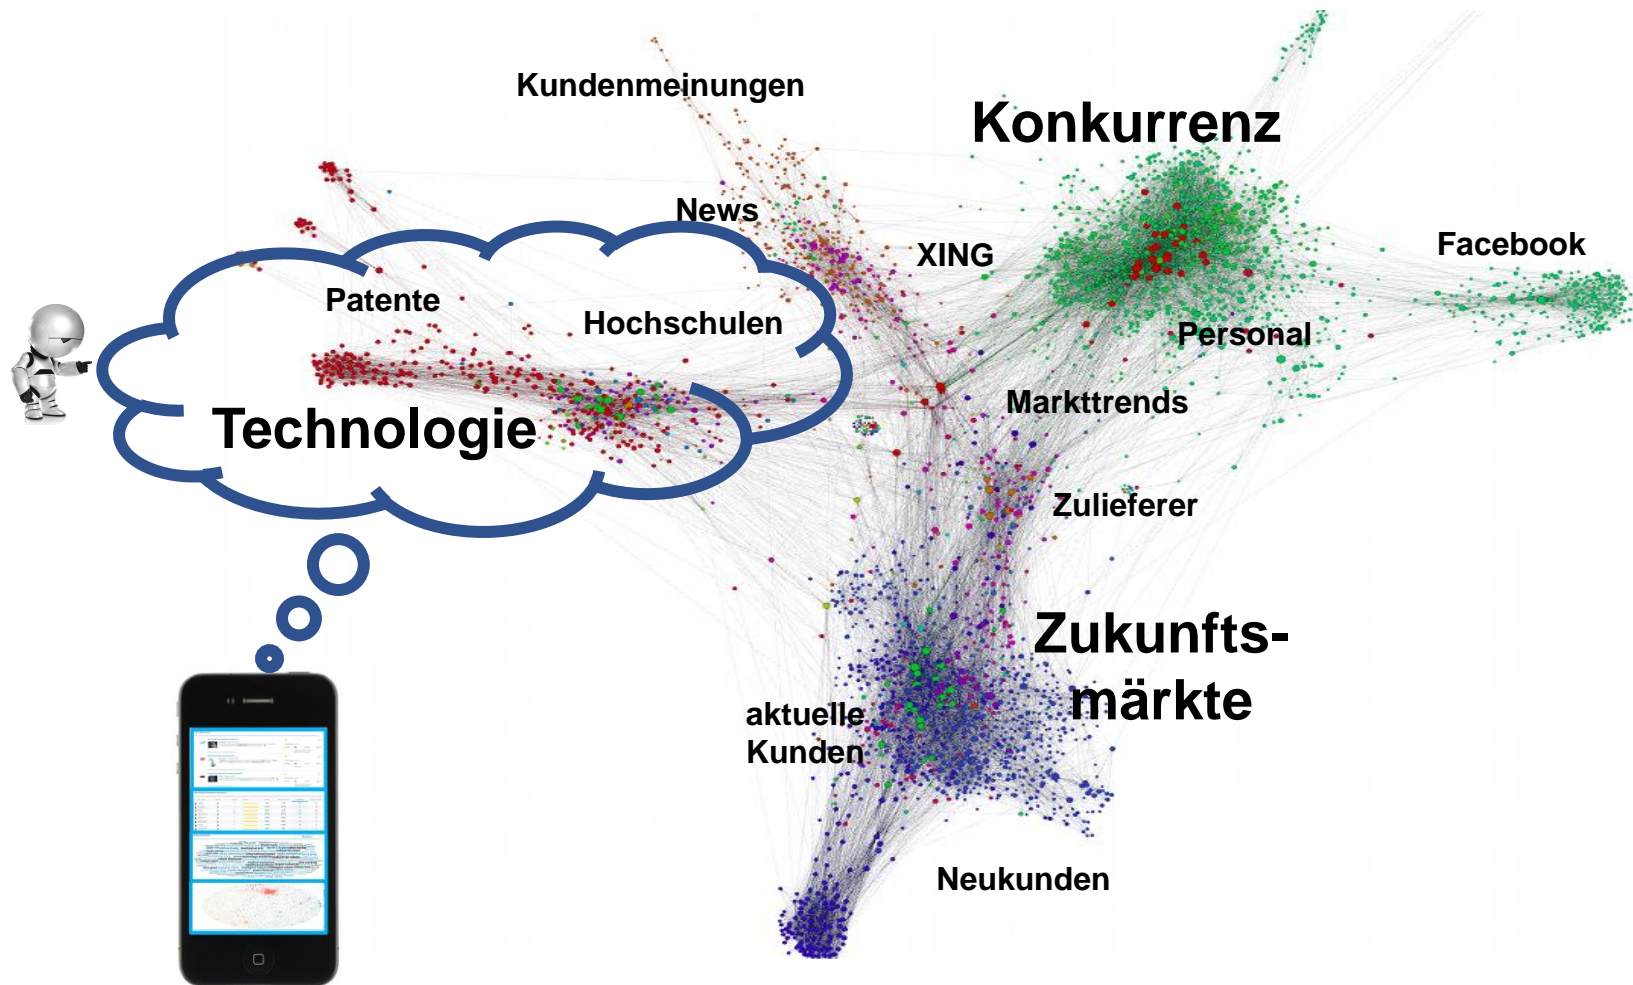 Kundenmeinungen
Konkurrenz
News
XING
Facebook
Patente
Hochschulen
Personal
Technologie
Markttrends
Zulieferer
Zukunfts-
märkte
aktuelle
Kunden
Neukunden